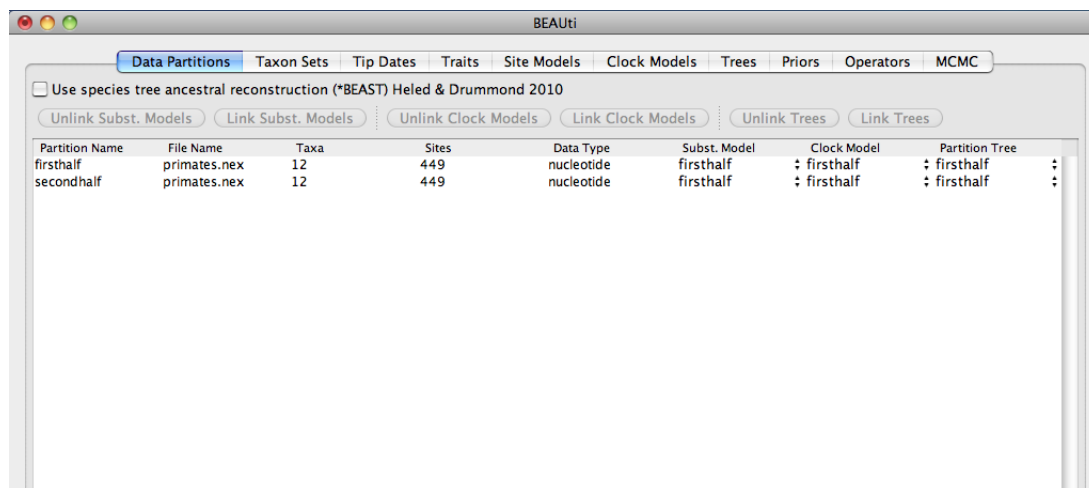 BEAUti
Data Partitions Taxon Sets Tip Dates Traits Site Models Clock Models Trees Priors Operators MCMC
Use species tree ancestral reconstruction (*BEAST) Heled & Drummond 2010
Unlink Subst. Models Link Subst. Models Unlink Clock Models Link Clock Models Unlink Trees Link Trees
Partition Name File Name Taxa Sites Data Type Subst. Model Clock Model Partition Tree
firsthalf primates.nex 12 449 nucleotide firsthalf firsthalf firsthalf
secondhalf primates.nex 12 449 nucleotide firsthalf firsthalf firsthalf